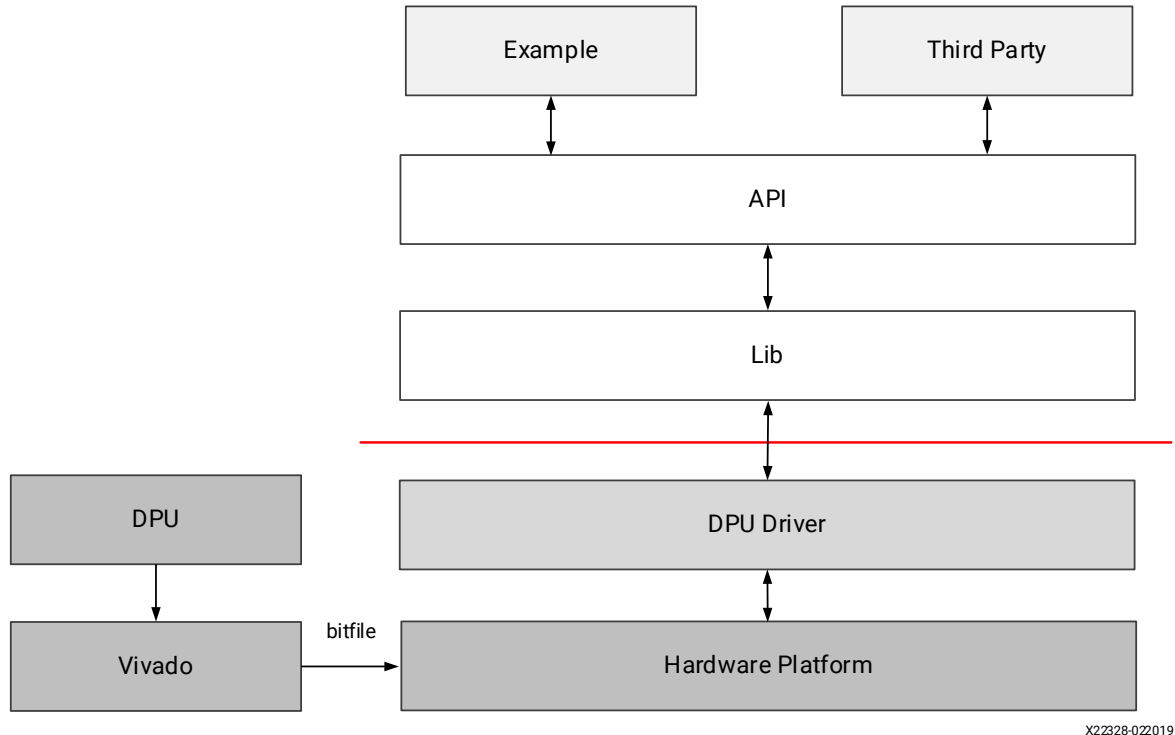 Example
Third Party
API
Lib
DPU
DPU Driver
bitfile
Vivado
Hardware Platform
X22328-022019